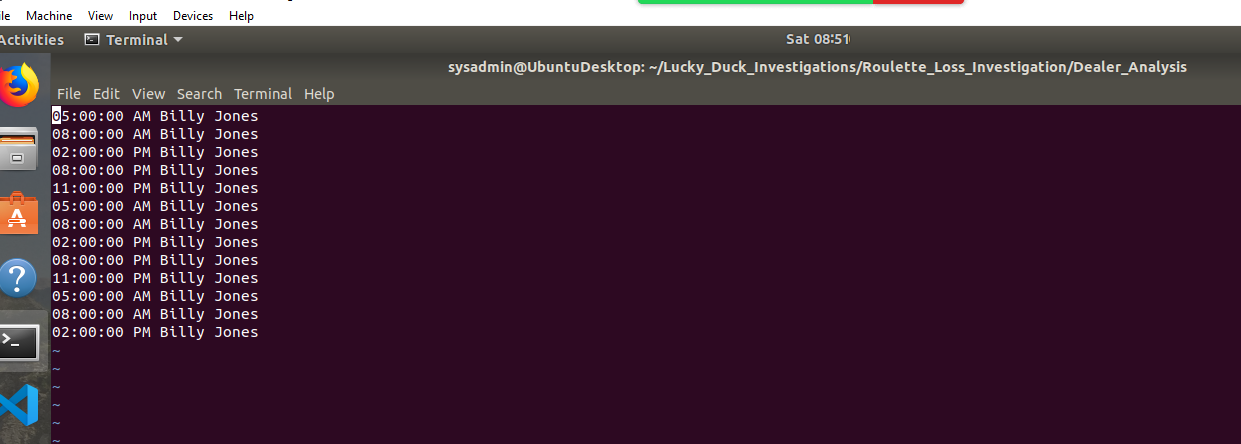 Machine View Input Devices Help
Activities Terminal Sat 08:51
sysadmin@UbuntuDesktop: ~/Lucky_Duck_Investigations/Roulette_Loss_Investigation/Dealer_Analysis
File Edit View Search Terminal Help
05:00:00 AM Billy Jones
08:00:00 AM Billy Jones
02:00:00 PM Billy Jones
08:00:00 PM Billy Jones
11:00:00 PM Billy Jones
05:00:00 AM Billy Jones
08:00:00 AM Billy Jones
02:00:00 PM Billy Jones
08:00:00 PM Billy Jones
11:00:00 PM Billy Jones
05:00:00 AM Billy Jones
08:00:00 AM Billy Jones
02:00:00 PM Billy Jones
~
~
~
~
~
~